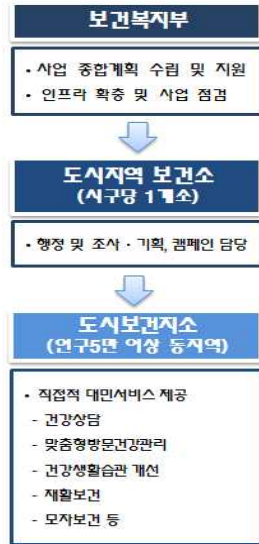 보건복지부
• 사업 종합계획 수립 및 지원
• 인프라 확충 및 사업 점검
도시지역 보건소
(시구당 1개소)
• 행정 및 조사 · 기획, 캠페인 담당
도시보건지소
(인구5만 이상 동지역)
• 직접적 대민서비스 제공
- 건강상담
- 맞춤형방문건강관리
- 건강생활습관 개선
- 재활보건
- 모자보건 등